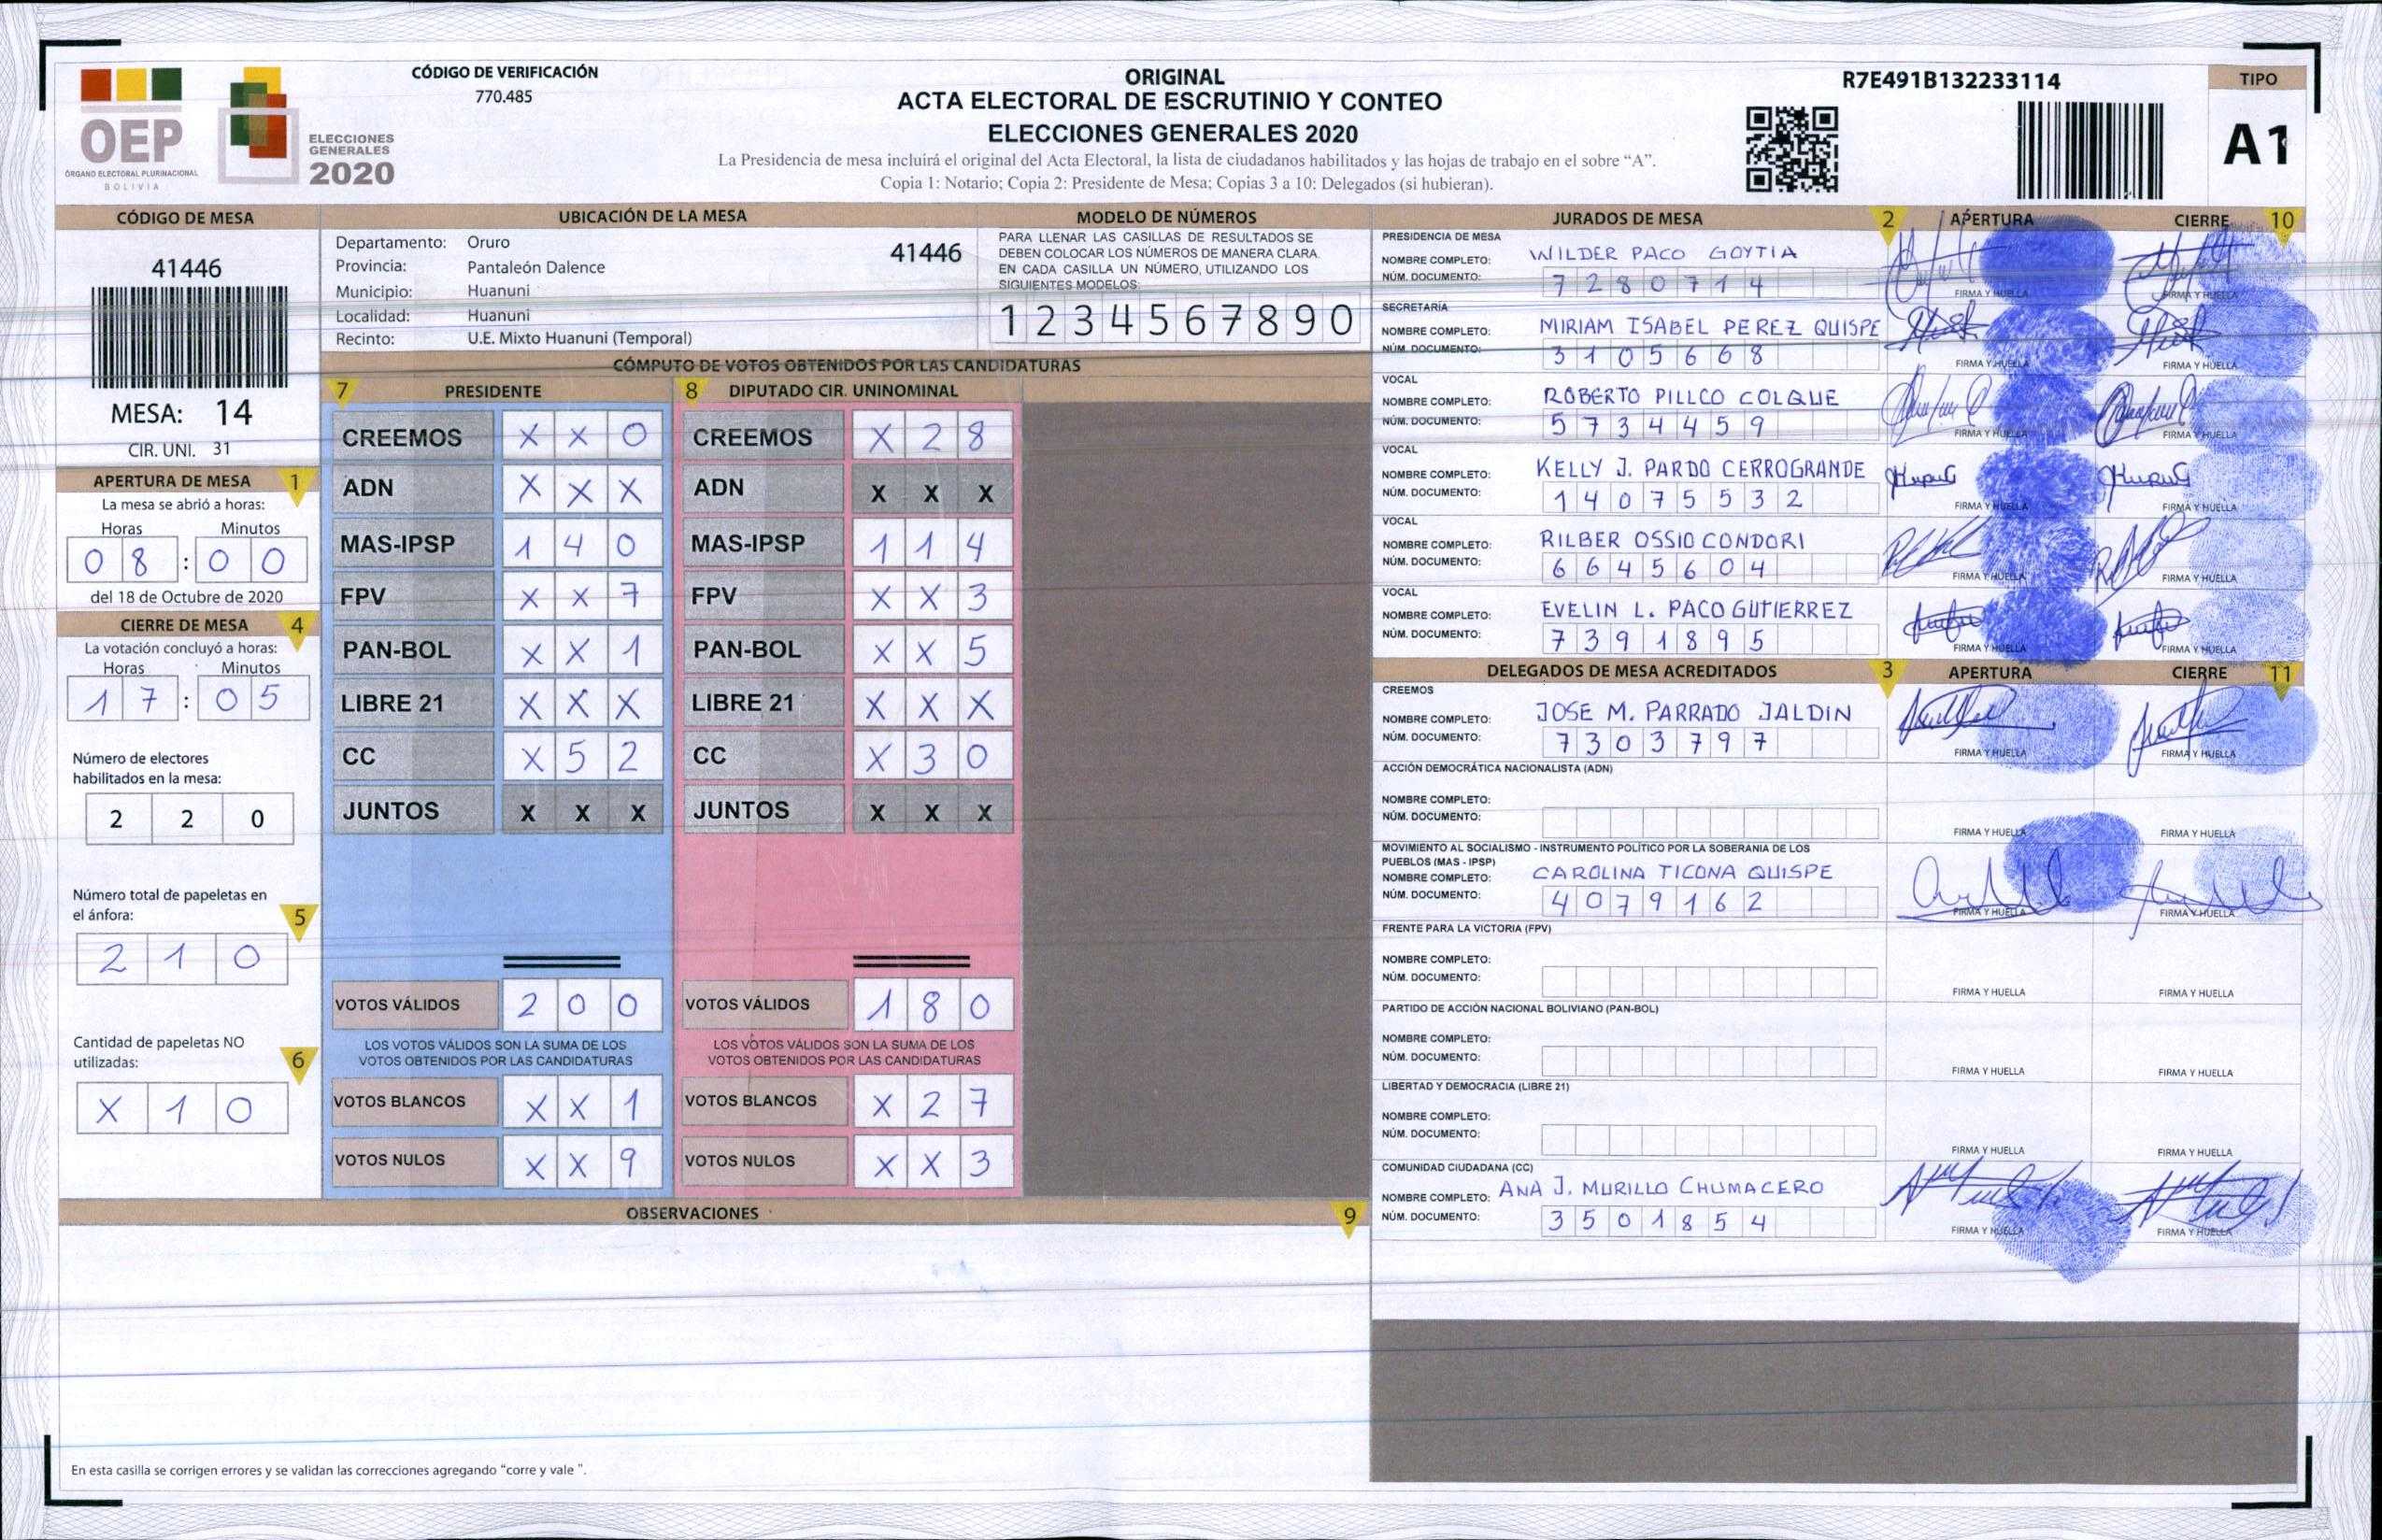 CÓDIGO DE VERIFICACIÓN
770.485
OEP
ÓRGANO ELECTORAL PLURINACIONAL
BOLIVIA
ELECCIONES
GENERALES
2020
ORIGINAL
ACTA ELECTORAL DE ESCRUTINIO Y CONTEO
ELECCIONES GENERALES 2020
La Presidencia de mesa incluirá el original del Acta Electoral, la lista de ciudadanos habilitados y las hojas de trabajo en el sobre “A”.
Copia 1: Notario; Copia 2: Presidente de Mesa; Copias 3 a 10: Delegados (si hubieran).
R7E491B132233114
TIPO
A1
CÓDIGO DE MESA
41446
MESA: 14
CIR. UNI. 31
APERTURA DE MESA 1
La mesa se abrió a horas:
Horas Minutos
0 8 : 0 0
del 18 de Octubre de 2020
CIERRE DE MESA 4
La votación concluyó a horas:
Horas Minutos
1 7 : 0 5
Número de electores
habilitados en la mesa:
2 2 0
Número total de papeletas en
el ánfora: 5
2 1 0
Cantidad de papeletas NO
utilizadas: 6
X 1 0
UBICACIÓN DE LA MESA
Departamento: Oruro 41446
Provincia: Pantaleón Dalence
Municipio: Huanuni
Localidad: Huanuni
Recinto: U.E. Mixto Huanuni (Temporal)
MODELO DE NÚMEROS
PARA LLENAR LAS CASILLAS DE RESULTADOS SE
DEBEN COLOCAR LOS NÚMEROS DE MANERA CLARA.
EN CADA CASILLA UN NÚMERO, UTILIZANDO LOS
SIGUIENTES MODELOS:
1 2 3 4 5 6 7 8 9 0
CÓMPUTO DE VOTOS OBTENIDOS POR LAS CANDIDATURAS
7 PRESIDENTE 8 DIPUTADO CIR. UNINOMINAL
CREEMOS X X 0 CREEMOS X 2 8
ADN X X X ADN X X X
MAS-IPSP 1 4 0 MAS-IPSP 1 1 4
FPV X X 7 FPV X X 3
PAN-BOL X X 1 PAN-BOL X X 5
LIBRE 21 X X X LIBRE 21 X X X
CC X 5 2 CC X 3 0
JUNTOS X X X JUNTOS X X X
VOTOS VÁLIDOS 2 0 0 VOTOS VÁLIDOS 1 8 0
LOS VOTOS VÁLIDOS SON LA SUMA DE LOS LOS VOTOS VÁLIDOS SON LA SUMA DE LOS
VOTOS OBTENIDOS POR LAS CANDIDATURAS VOTOS OBTENIDOS POR LAS CANDIDATURAS
VOTOS BLANCOS X X 1 VOTOS BLANCOS X 2 7
VOTOS NULOS X X 9 VOTOS NULOS X X 3
OBSERVACIONES 9
En esta casilla se corrigen errores y se validan las correcciones agregando “corre y vale ”.
JURADOS DE MESA 2 APERTURA CIERRE 10
PRESIDENCIA DE MESA
NOMBRE COMPLETO: WILDER PACO GOYTIA
NÚM. DOCUMENTO: 7 2 8 0 7 1 4
FIRMA Y HUELLA FIRMA Y HUELLA
SECRETARÍA
NOMBRE COMPLETO: MIRIAM ISABEL PEREZ QUISPE
NÚM. DOCUMENTO: 3 1 0 5 6 6 8
FIRMA Y HUELLA FIRMA Y HUELLA
VOCAL
NOMBRE COMPLETO: ROBERTO PILLCO COLQUE
NÚM. DOCUMENTO: 5 7 3 4 4 5 9
FIRMA Y HUELLA FIRMA Y HUELLA
VOCAL
NOMBRE COMPLETO: KELLY J. PARDO CERROGRANDE
NÚM. DOCUMENTO: 1 4 0 7 5 5 3 2
FIRMA Y HUELLA FIRMA Y HUELLA
VOCAL
NOMBRE COMPLETO: RILBER OSSIO CONDORI
NÚM. DOCUMENTO: 6 6 4 5 6 0 4
FIRMA Y HUELLA FIRMA Y HUELLA
VOCAL
NOMBRE COMPLETO: EVELIN L. PACO GUTIERREZ
NÚM. DOCUMENTO: 7 3 9 1 8 9 5
FIRMA Y HUELLA FIRMA Y HUELLA
DELEGADOS DE MESA ACREDITADOS 3 APERTURA CIERRE 11
CREEMOS
NOMBRE COMPLETO: JOSE M. PARRADO JALDIN
NÚM. DOCUMENTO: 7 3 0 3 7 9 7
FIRMA Y HUELLA FIRMA Y HUELLA
ACCIÓN DEMOCRÁTICA NACIONALISTA (ADN)
NOMBRE COMPLETO:
NÚM. DOCUMENTO:
FIRMA Y HUELLA FIRMA Y HUELLA
MOVIMIENTO AL SOCIALISMO - INSTRUMENTO POLÍTICO POR LA SOBERANIA DE LOS
PUEBLOS (MAS - IPSP)
NOMBRE COMPLETO: CAROLINA TICONA QUISPE
NÚM. DOCUMENTO: 4 0 7 9 1 6 2
FIRMA Y HUELLA FIRMA Y HUELLA
FRENTE PARA LA VICTORIA (FPV)
NOMBRE COMPLETO:
NÚM. DOCUMENTO:
FIRMA Y HUELLA FIRMA Y HUELLA
PARTIDO DE ACCIÓN NACIONAL BOLIVIANO (PAN-BOL)
NOMBRE COMPLETO:
NÚM. DOCUMENTO:
FIRMA Y HUELLA FIRMA Y HUELLA
LIBERTAD Y DEMOCRACIA (LIBRE 21)
NOMBRE COMPLETO:
NÚM. DOCUMENTO:
FIRMA Y HUELLA FIRMA Y HUELLA
COMUNIDAD CIUDADANA (CC)
NOMBRE COMPLETO: ANA J. MURILLO CHUMACERO
NÚM. DOCUMENTO: 3 5 0 1 8 5 4
FIRMA Y HUELLA FIRMA Y HUELLA